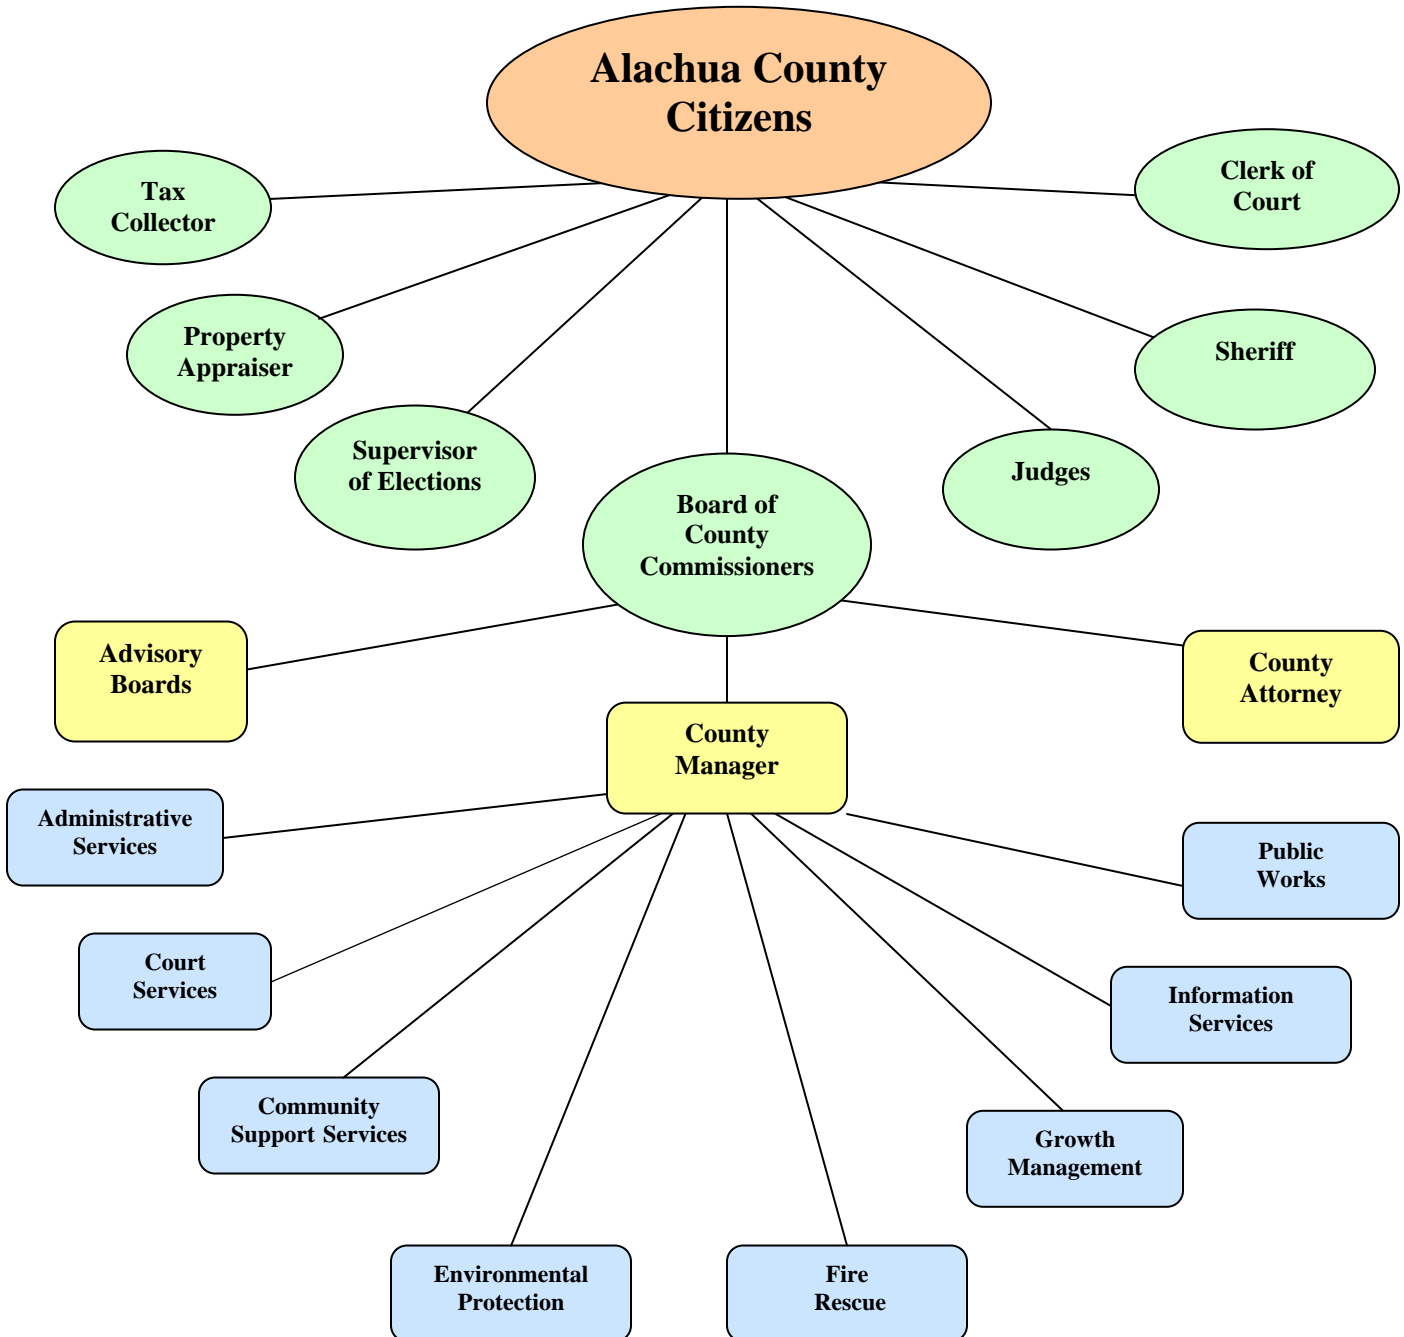 Alachua County
Citizens
Tax
Collector
Clerk of
Court
Property
Appraiser
Sheriff
Supervisor
of Elections
Judges
Board of
County
Commissioners
Advisory
Boards
County
Attorney
County
Manager
Administrative
Services
Public
Works
Court
Services
Information
Services
Community
Support Services
Growth
Management
Environmental
Protection
Fire
Rescue